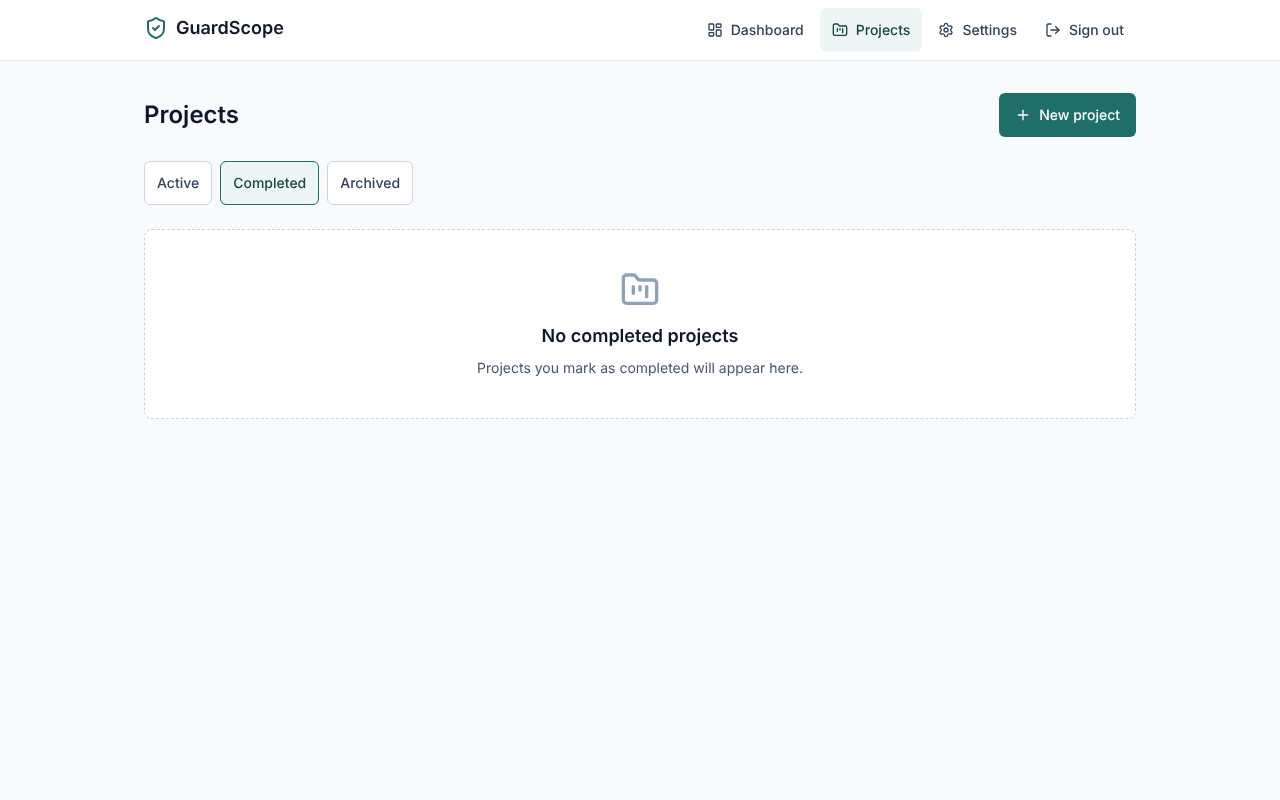 GuardScope
Dashboard
Projects
Settings
Sign out
Projects
New project
Active
Completed
Archived
No completed projects
Projects you mark as completed will appear here.